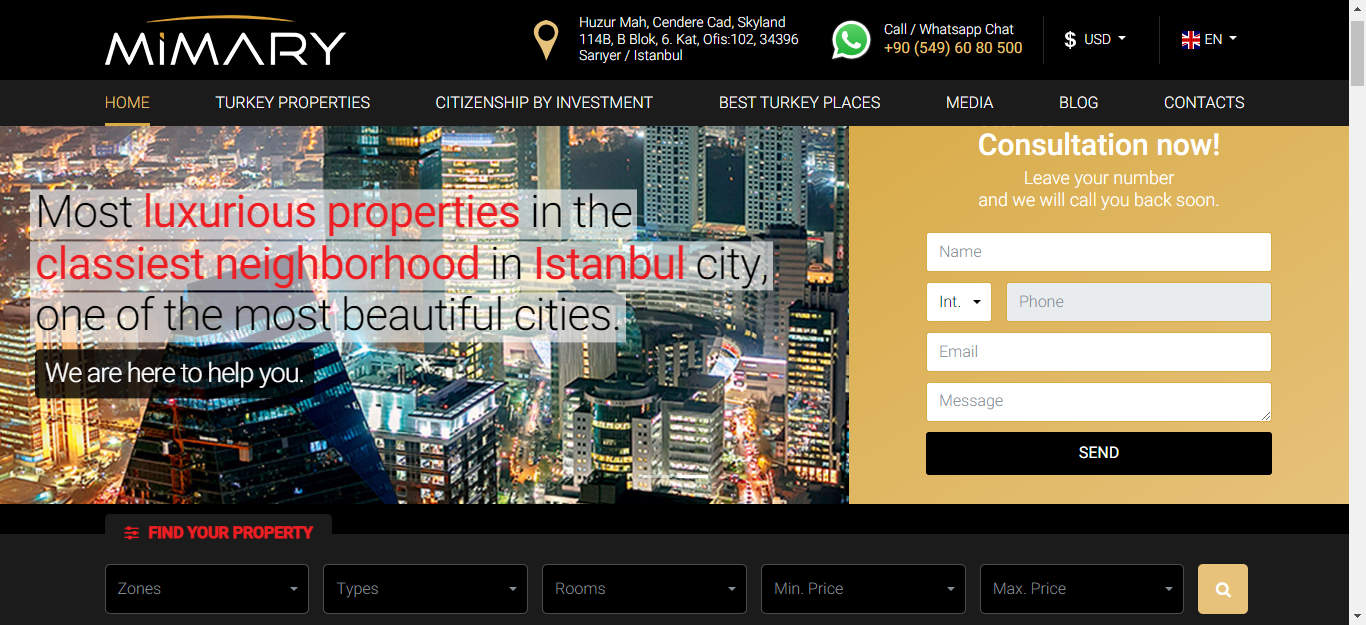 MiMARY
Huzur Mah, Cendere Cad, Skyland
114B, B Blok, 6. Kat, Ofis:102, 34396
Sarıyer / Istanbul
Call / Whatsapp Chat
+90 (549) 60 80 500
$ USD
EN
HOME
TURKEY PROPERTIES
CITIZENSHIP BY INVESTMENT
BEST TURKEY PLACES
MEDIA
BLOG
CONTACTS
Most luxurious properties in the
classiest neighborhood in Istanbul city,
one of the most beautiful cities.
We are here to help you.
Consultation now!
Leave your number
and we will call you back soon.
Name
Int.
Phone
Email
Message
SEND
FIND YOUR PROPERTY
Zones
Types
Rooms
Min. Price
Max. Price